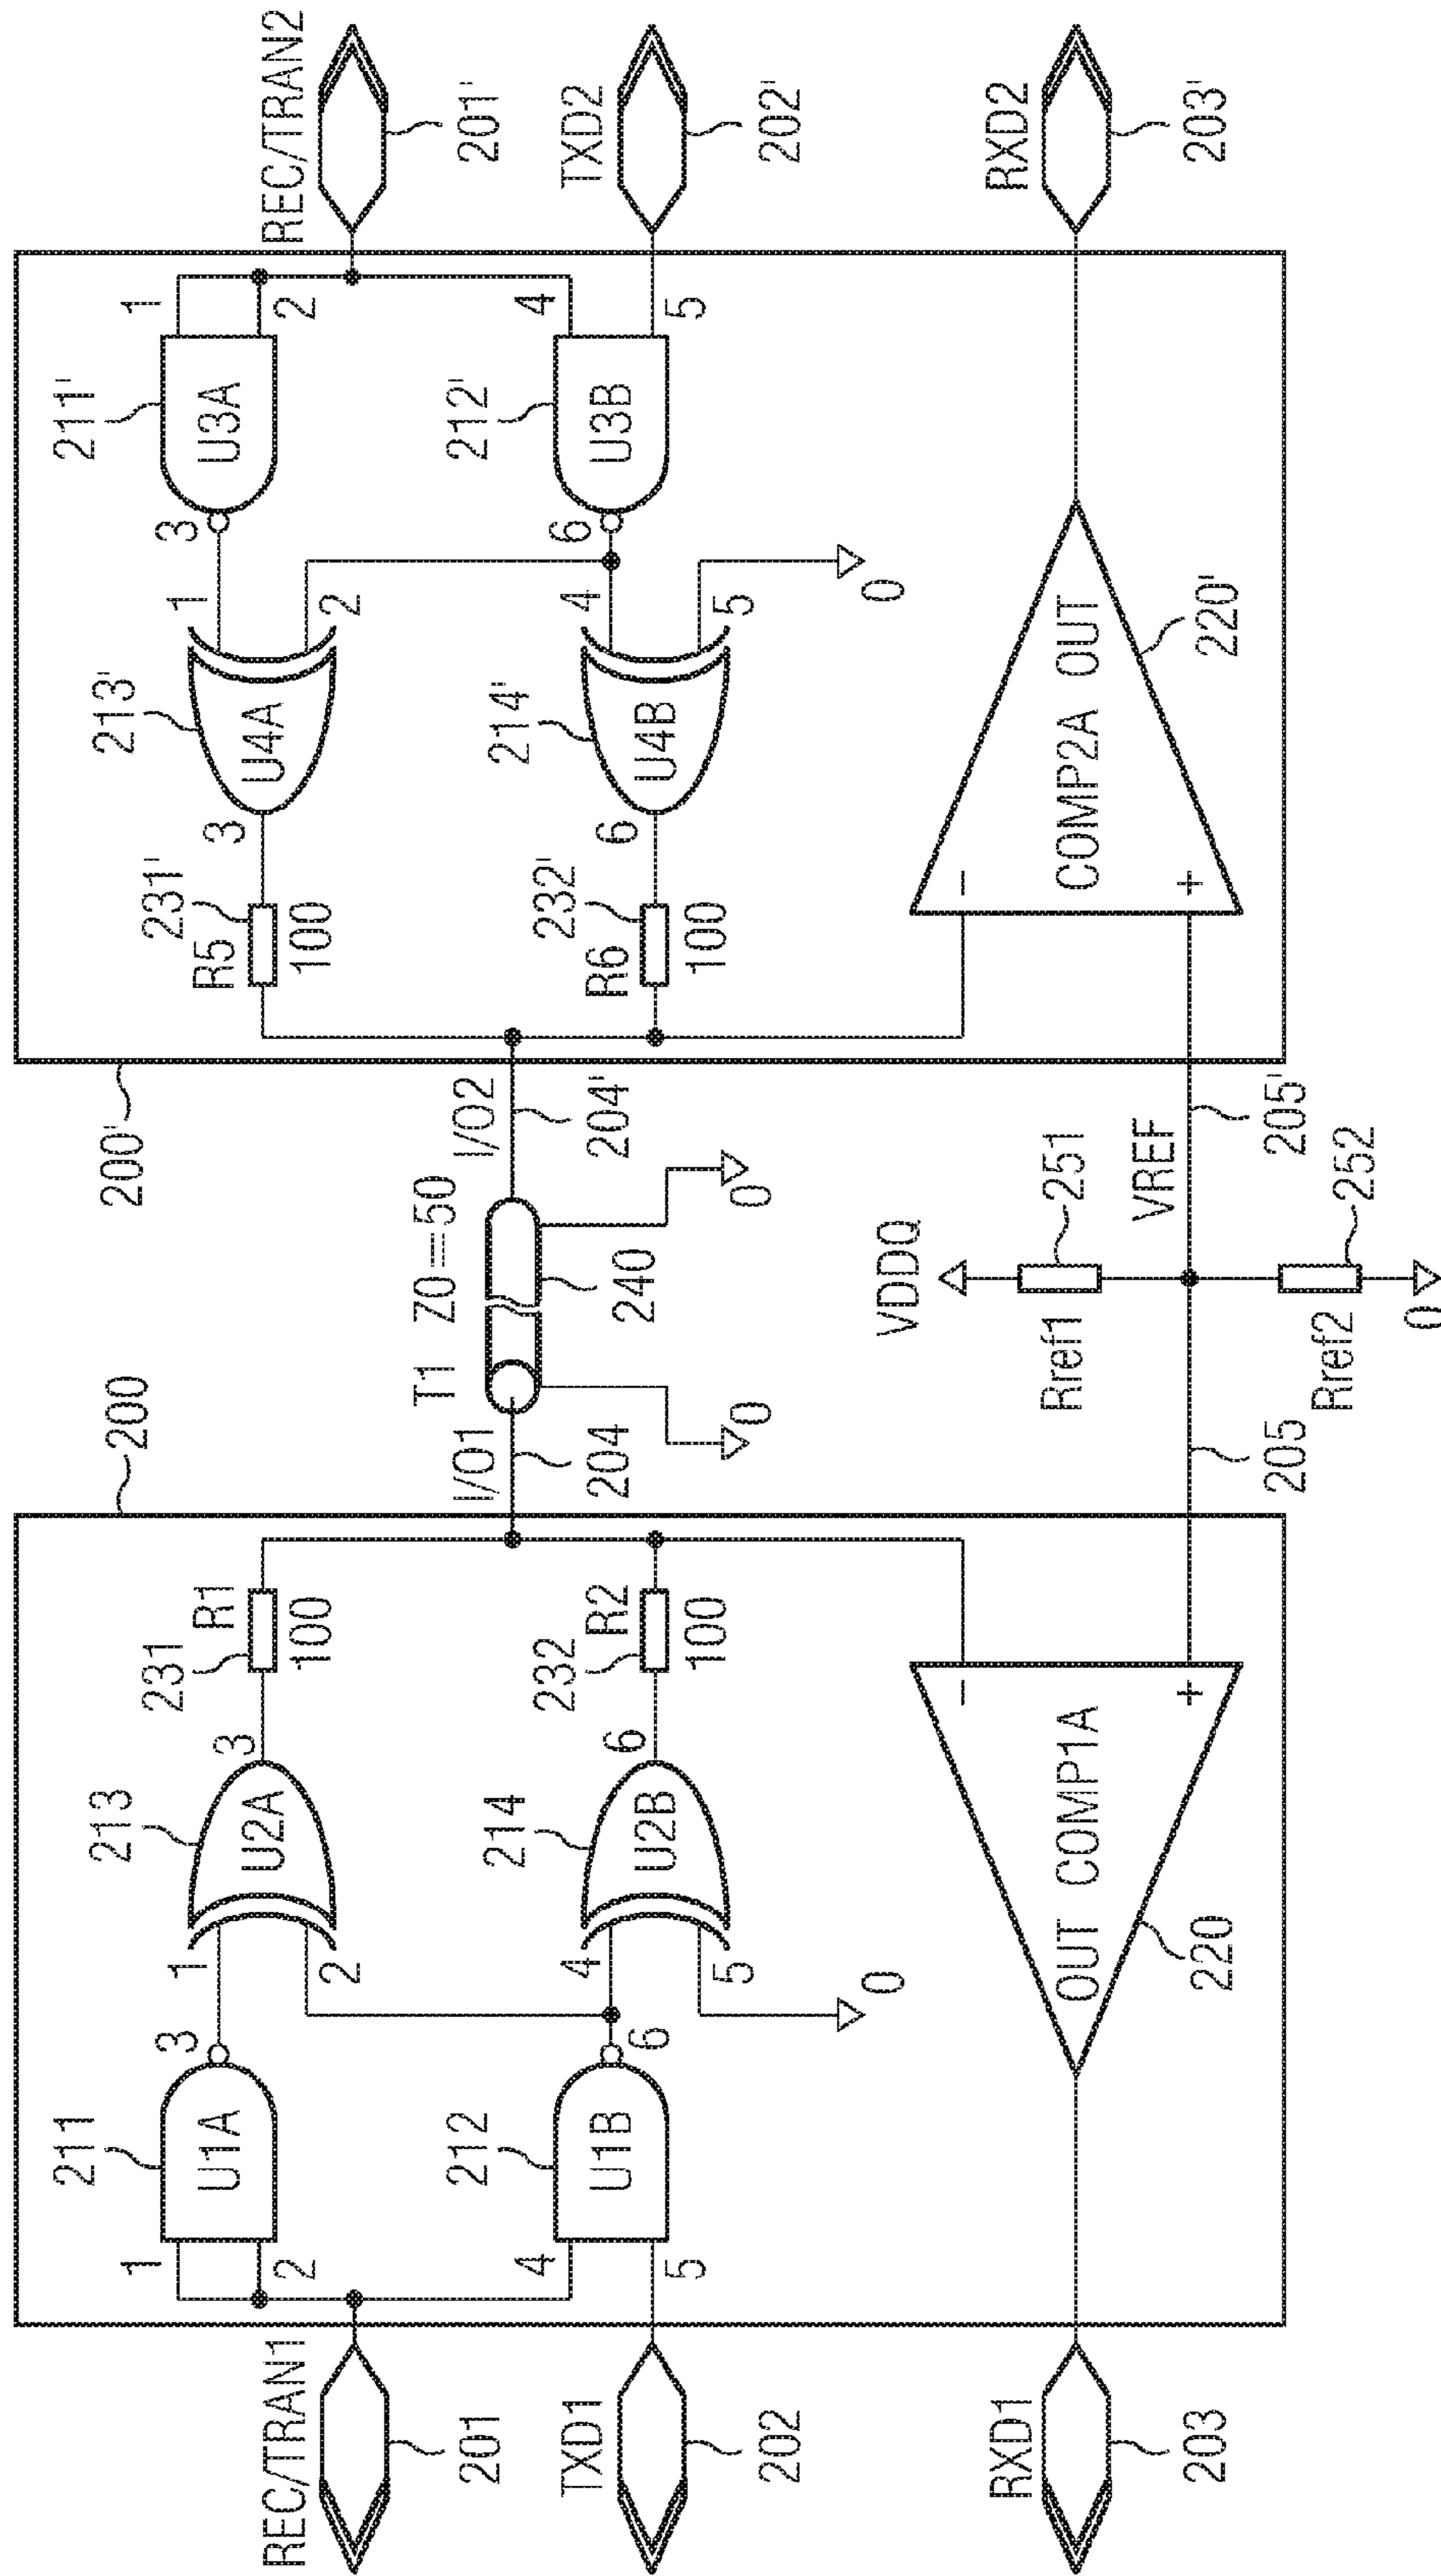 REC/TRAN1
201
TXD1
202
RXD1
203
200
211
1
2
U1A
3
212
4
5
U1B
6
213
1
2
U2A
3
214
4
5
U2B
6
0
231
R1
100
232
R2
100
OUT COMP1A
-
+
220
I/O1
204
T1 Z0==50
240
0
0
I/O2
204'
VDDQ
Rref1
251
VREF
205
205'
Rref2
252
0
200'
231'
R5
100
232'
R6
100
213'
3
U4A
1
2
214'
6
U4B
4
5
0
211'
3
U3A
1
2
212'
6
U3B
4
5
-
+
COMP2A OUT
220'
REC/TRAN2
201'
TXD2
202'
RXD2
203'